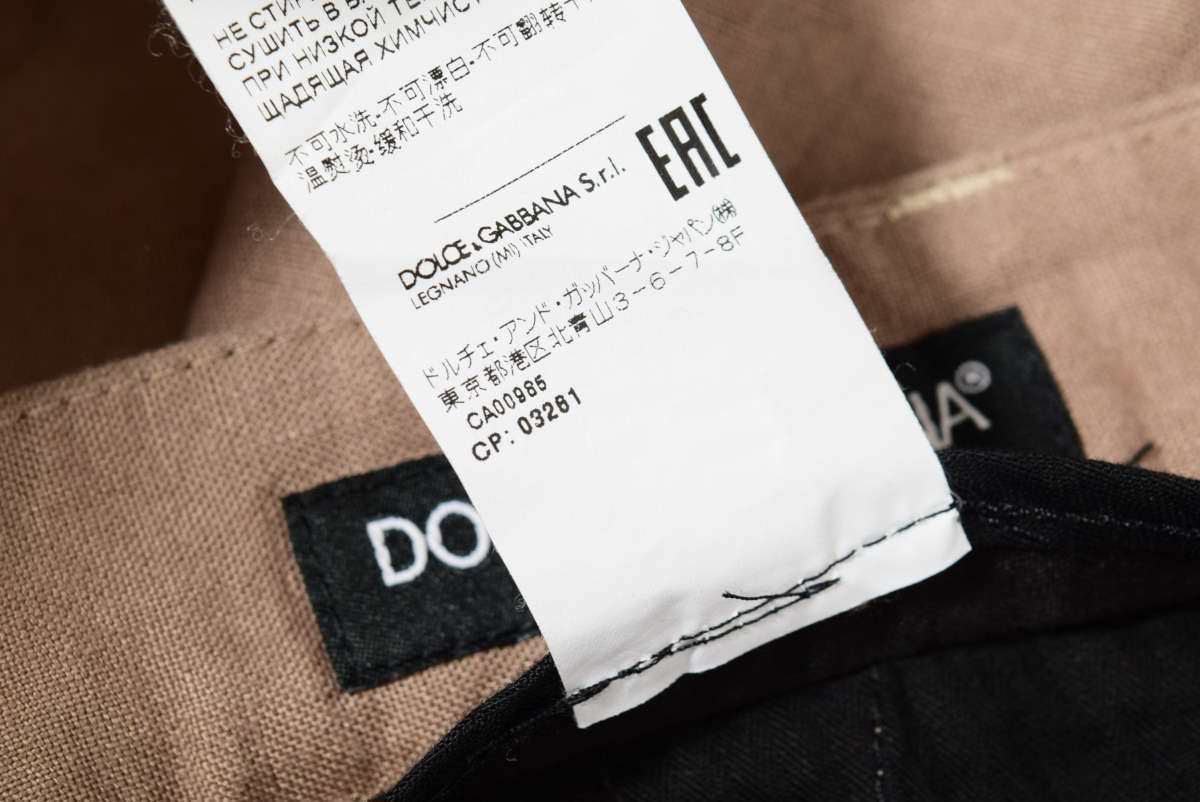 НЕ СТИР
СУШИТЬ В В
ПРИ НИЗКОЙ ТЕ
ЩАДЯЩАЯ ХИМЧИСТ
不可水洗·不可漂白·不可翻转干
温熨烫·缓和干洗
EAC
DOLCE & GABBANA S.r.l.
LEGNANO (MI) ITALY
ドルチェ・アンド・ガッバーナ・ジャパン㈱
東京都港区北青山3-6-7-8F
CA00985
CP: 03281
DO
NA®